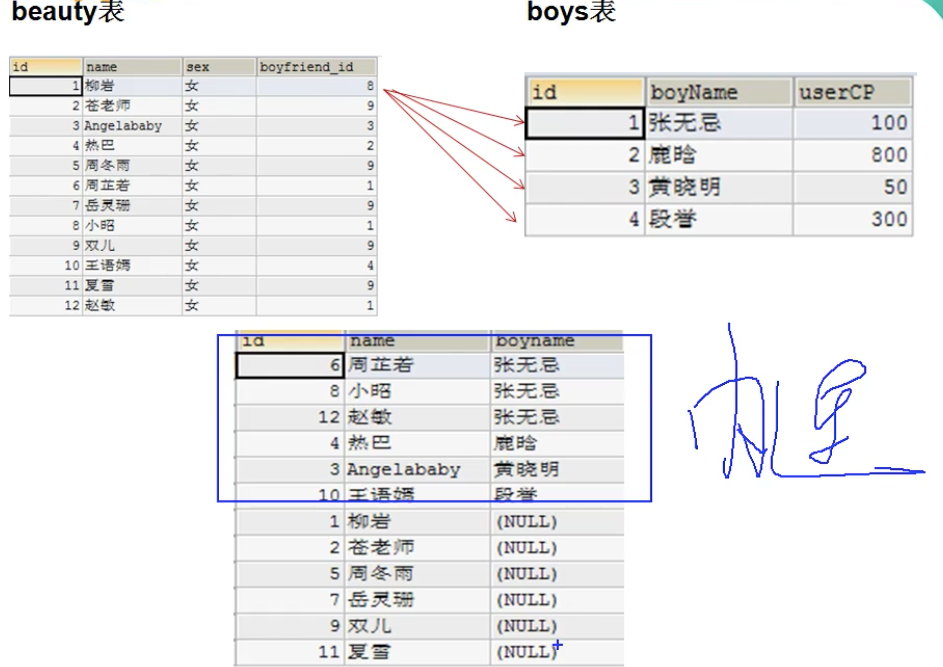 beauty表
boys表
id name sex boyfriend_id
1 柳岩 女 8
2 苍老师 女 9
3 Angelababy 女 3
4 热巴 女 2
5 周冬雨 女 9
6 周芷若 女 1
7 岳灵珊 女 9
8 小昭 女 1
9 双儿 女 9
10 王语嫣 女 4
11 夏雪 女 9
12 赵敏 女 1
id boyName userCP
1 张无忌 100
2 鹿晗 800
3 黄晓明 50
4 段誉 300
id name boyname
6 周芷若 张无忌
8 小昭 张无忌
12 赵敏 张无忌
4 热巴 鹿晗
3 Angelababy 黄晓明
10 王语嫣 段誉
1 柳岩 (NULL)
2 苍老师 (NULL)
5 周冬雨 (NULL)
7 岳灵珊 (NULL)
9 双儿 (NULL)
11 夏雪 (NULL)
内